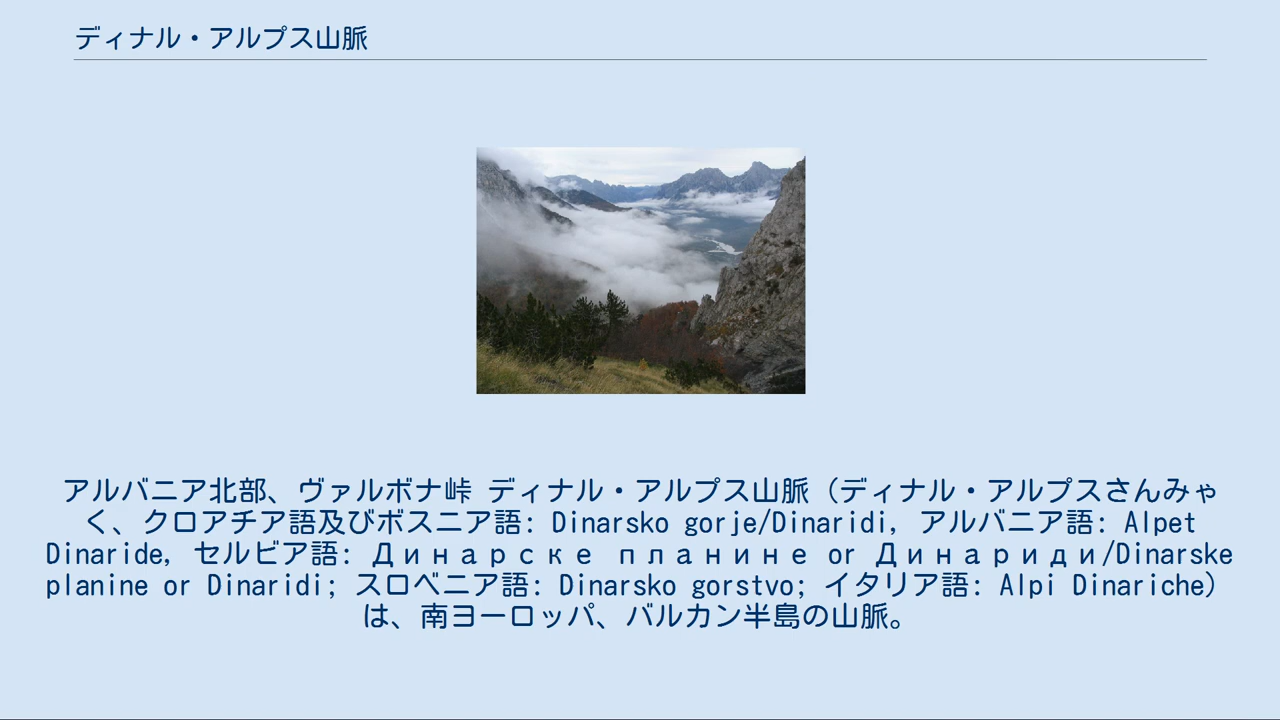 ディナル・アルプス山脈
アルバニア北部、ヴァルボナ峠 ディナル・アルプス山脈（ディナル・アルプスさんみゃ
く、クロアチア語及びボスニア語: Dinarsko gorje/Dinaridi, アルバニア語: Alpet
Dinaride, セルビア語: Динарске планине or Динариди/Dinarske
planine or Dinaridi; スロベニア語: Dinarsko gorstvo; イタリア語: Alpi Dinariche）
は、南ヨーロッパ、バルカン半島の山脈。